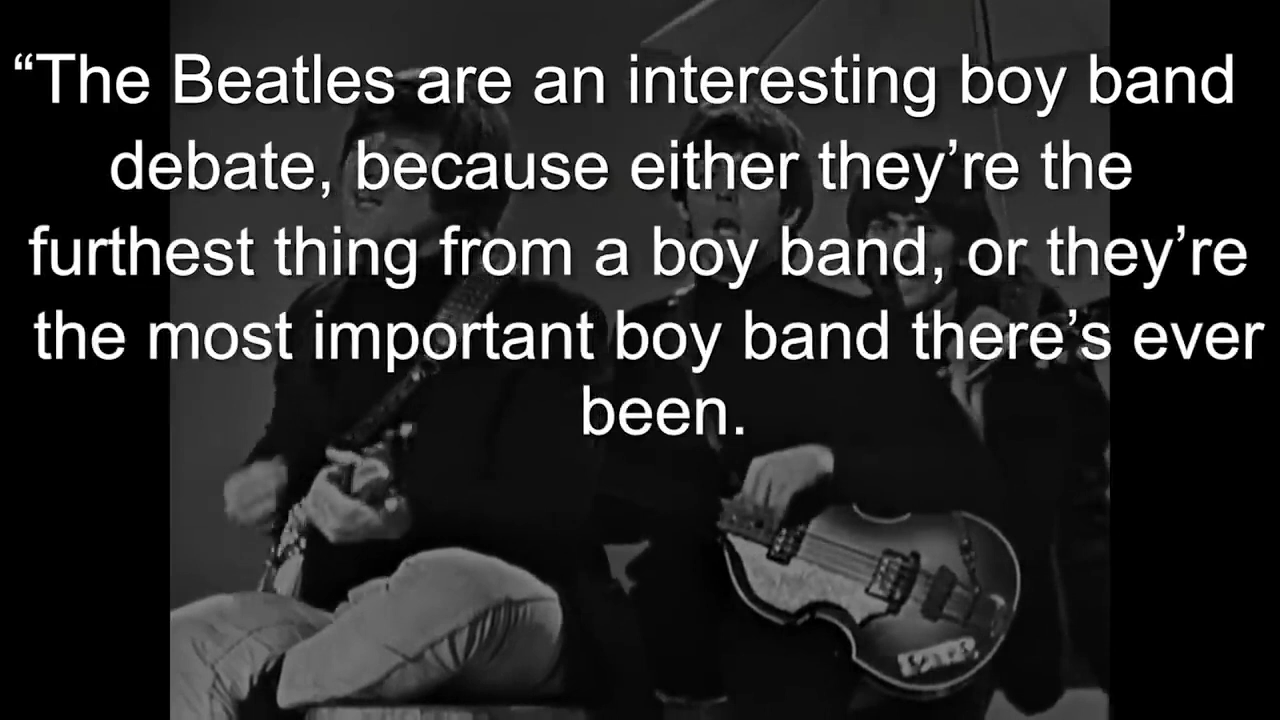 “The Beatles are an interesting boy band
debate, because either they’re the
furthest thing from a boy band, or they’re
the most important boy band there’s ever
been.